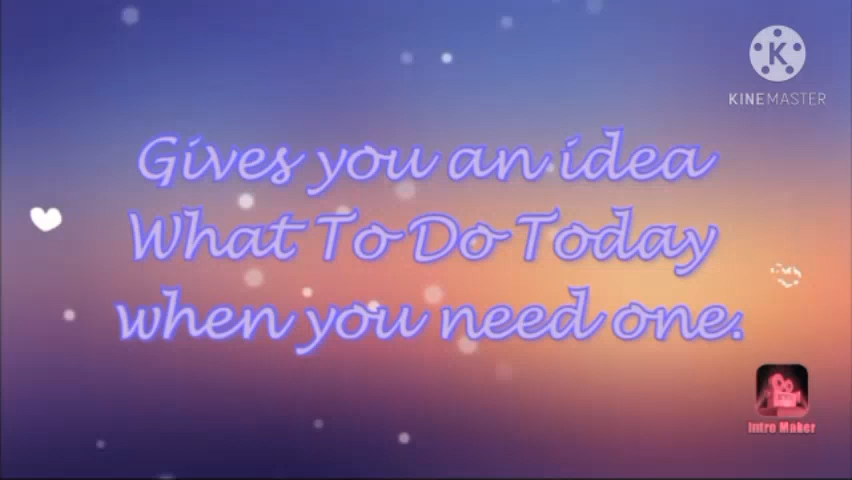 K
KINEMASTER
Gives you an idea
What To Do Today
when you need one.
Intro Maker